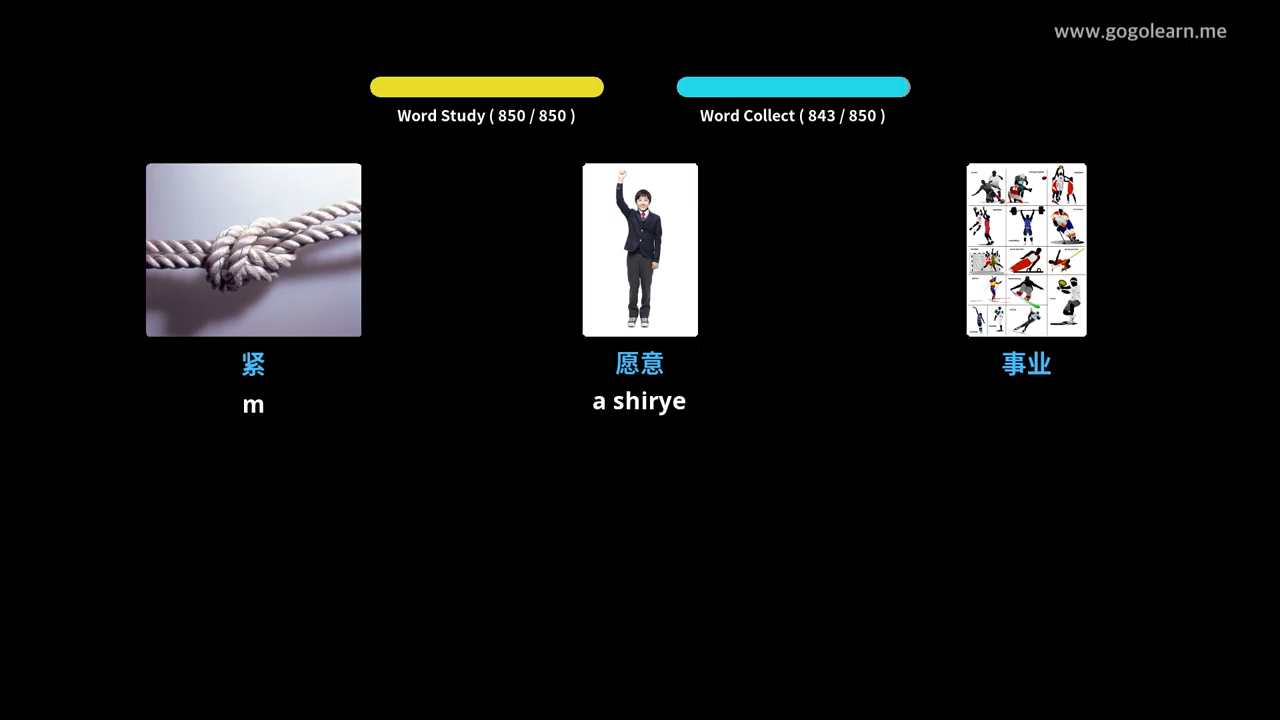 www.gogolearn.me
Word Study ( 850 / 850 )
Word Collect ( 843 / 850 )
紧
m
愿意
a shirye
事业